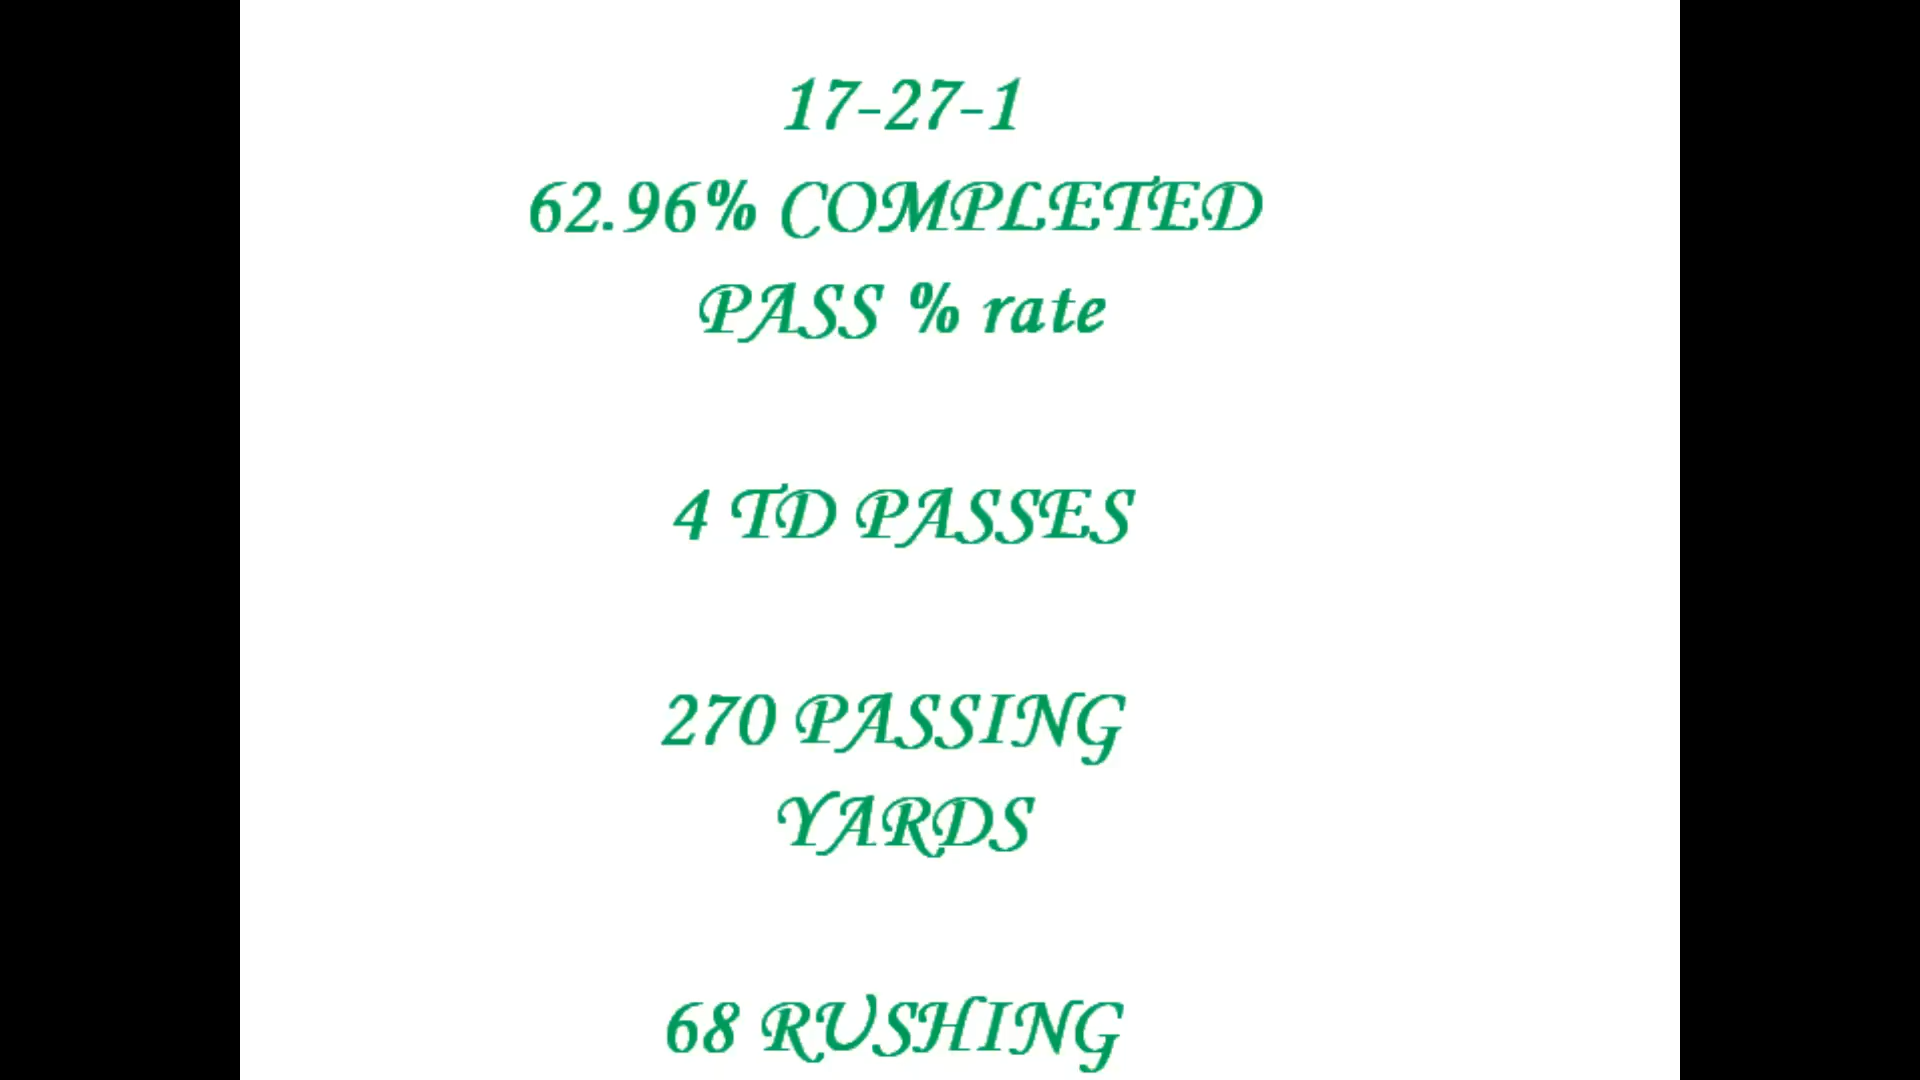 17-27-1
62.96% COMPLETED
PASS % rate
4 TD PASSES
270 PASSING
YARDS
68 RUSHING